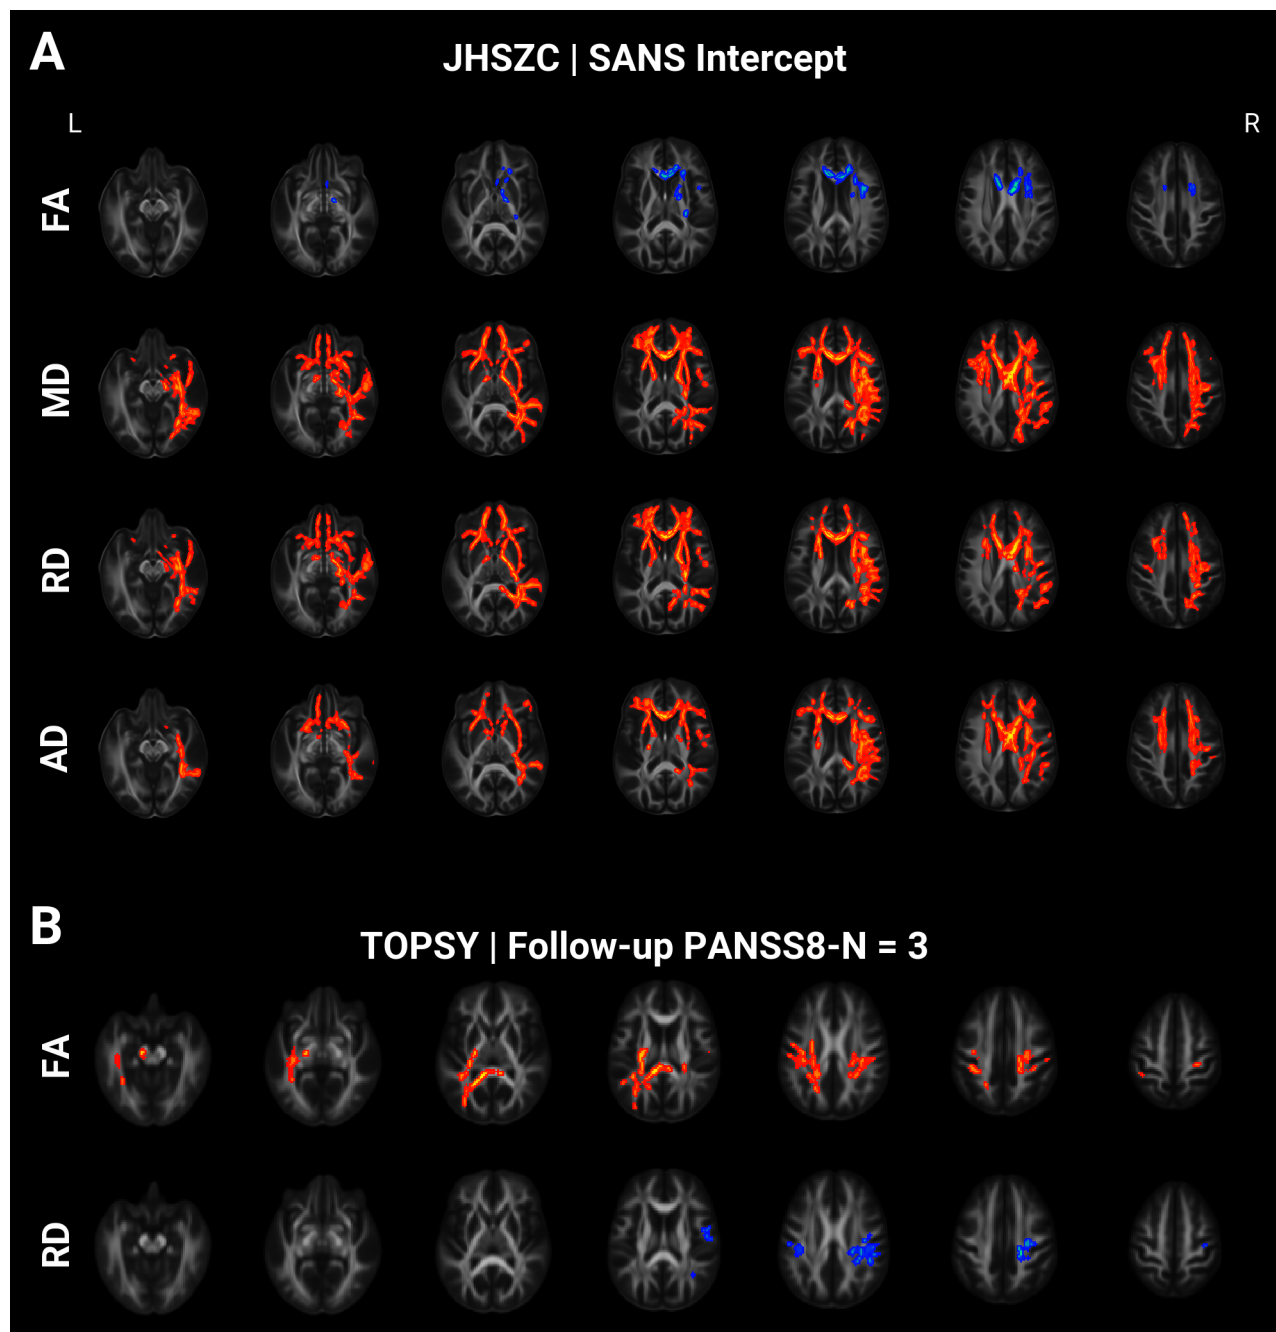 A
JHSZC | SANS Intercept
L
R
FA
MD
RD
AD
B
TOPSY | Follow-up PANSS8-N = 3
FA
RD